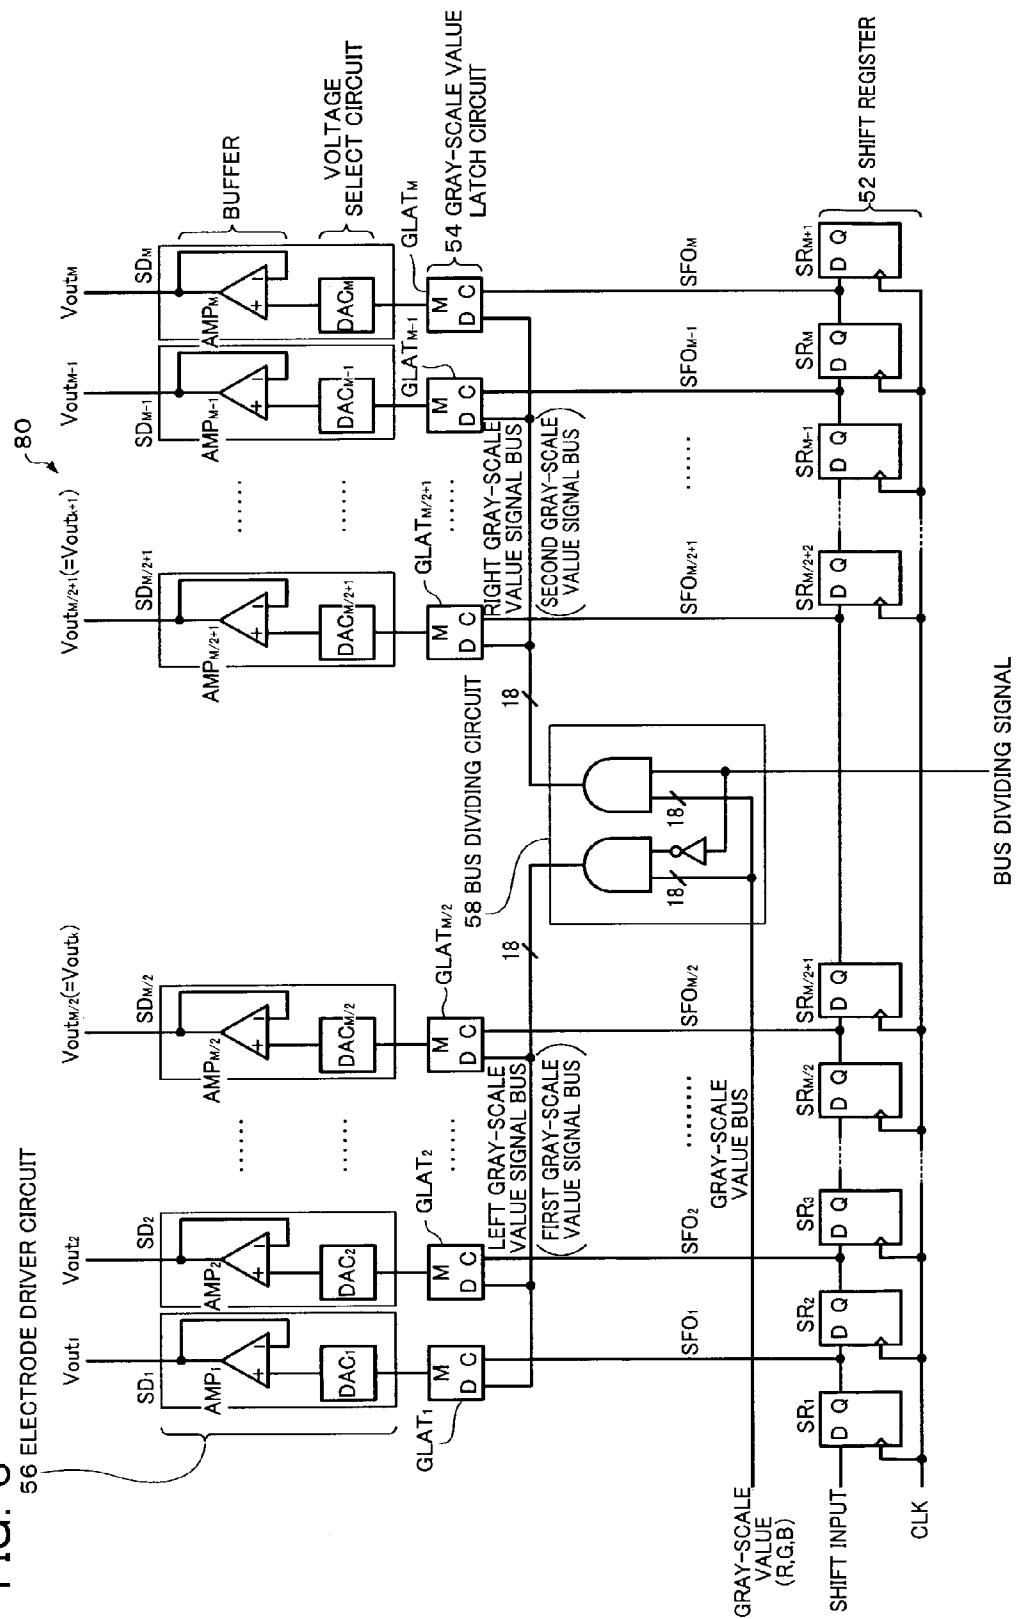 56 ELECTRODE DRIVER CIRCUIT
80
Vout1
Vout2
VoutM/2(=Voutk)
VoutM/2+1(=Voutk+1)
VoutM-1
VoutM
SD1
SD2
SDM/2
SDM/2+1
SDM-1
SDM
BUFFER
AMP1
AMP2
AMPM/2
AMPM/2+1
AMPM-1
AMPM
+ −
+ −
+ −
+ −
+ −
+ −
......
......
VOLTAGE
SELECT CIRCUIT
DAC1
DAC2
DACM/2
DACM/2+1
DACM-1
DACM
......
......
GLAT1
GLAT2
GLATM/2
GLATM/2+1
GLATM-1
GLATM
54 GRAY-SCALE VALUE
LATCH CIRCUIT
M
D C
M
D C
M
D C
M
D C
M
D C
M
D C
......
......
LEFT GRAY-SCALE
VALUE SIGNAL BUS
(FIRST GRAY-SCALE
VALUE SIGNAL BUS)
18
58 BUS DIVIDING CIRCUIT
18
RIGHT GRAY-SCALE
VALUE SIGNAL BUS
(SECOND GRAY-SCALE
VALUE SIGNAL BUS)
18
18
SFO1
SFO2
.......
SFOM/2
SFOM/2+1
......
SFOM-1
SFOM
GRAY-SCALE
VALUE BUS
GRAY-SCALE
VALUE
(R,G,B)
SHIFT INPUT
CLK
SR1
SR2
SR3
SRM/2
SRM/2+1
SRM/2+2
SRM-1
SRM
SRM+1
D Q
D Q
D Q
D Q
D Q
D Q
D Q
D Q
D Q
52 SHIFT REGISTER
BUS DIVIDING SIGNAL